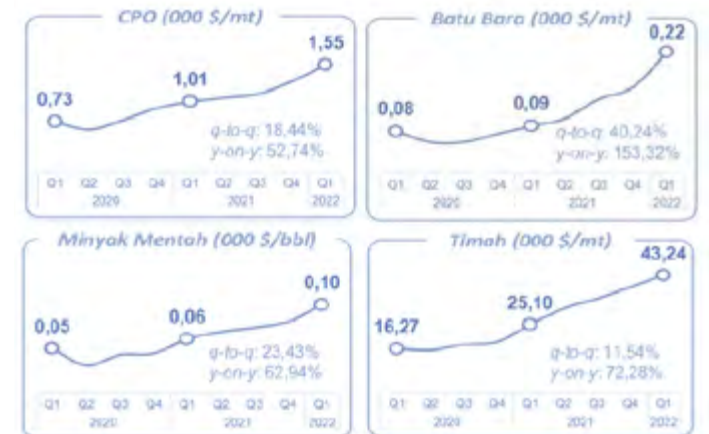 CPO (000 $/mt)
1,55
1,01
0,73
q-to-q: 18,44%
y-on-y: 52,74%
Q1 Q2 Q3 Q4 Q1 Q2 Q3 Q4 Q1
2020 2021 2022
Batu Bara (000 $/mt)
0,22
0,08
0,09
q-to-q: 40,24%
y-on-y: 153,32%
Q1 Q2 Q3 Q4 Q1 Q2 Q3 Q4 Q1
2020 2021 2022
Minyak Mentah (000 $/bbl)
0,10
0,05
0,06
q-to-q: 23,43%
y-on-y: 62,94%
Q1 Q2 Q3 Q4 Q1 Q2 Q3 Q4 Q1
2020 2021 2022
Timah (000 $/mt)
43,24
25,10
16,27
q-to-q: 11,54%
y-on-y: 72,28%
Q1 Q2 Q3 Q4 Q1 Q2 Q3 Q4 Q1
2020 2021 2022